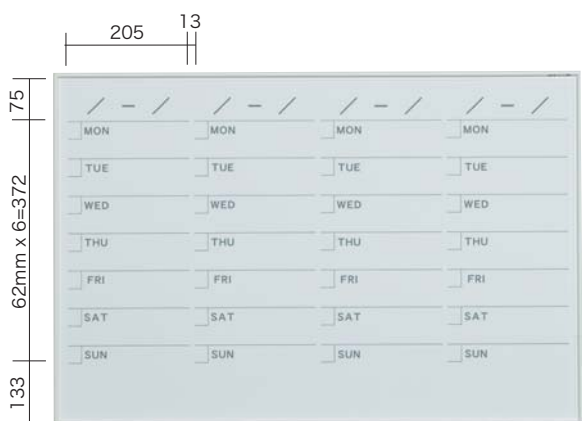 205 13
75
62mm x 6=372
133
/ – / / – / / – / / – /
MON MON MON MON
TUE TUE TUE TUE
WED WED WED WED
THU THU THU THU
FRI FRI FRI FRI
SAT SAT SAT SAT
SUN SUN SUN SUN